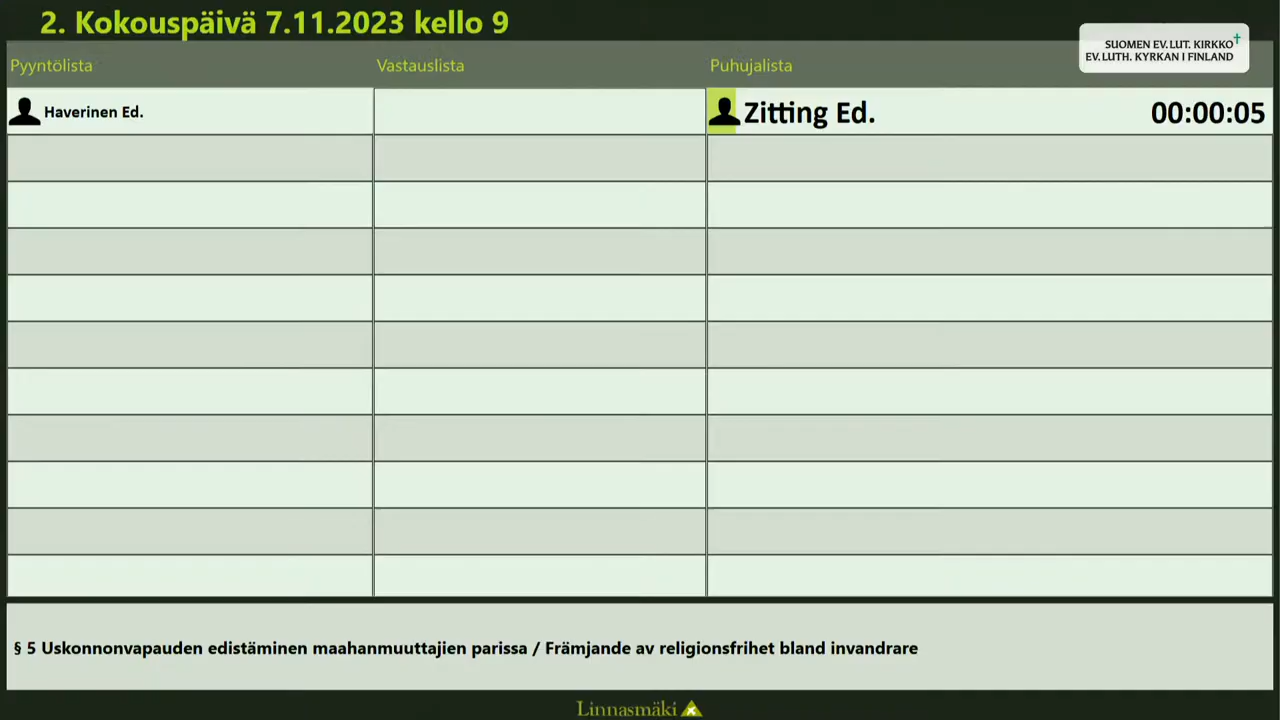 2. Kokouspäivä 7.11.2023 kello 9
SUOMEN EV.LUT. KIRKKO
EV.LUTH. KYRKAN I FINLAND
Pyyntölista Vastauslista Puhujalista
Haverinen Ed. Zitting Ed. 00:00:05
§ 5 Uskonnonvapauden edistäminen maahanmuuttajien parissa / Främjande av religionsfrihet bland invandrare
Linnasmäki